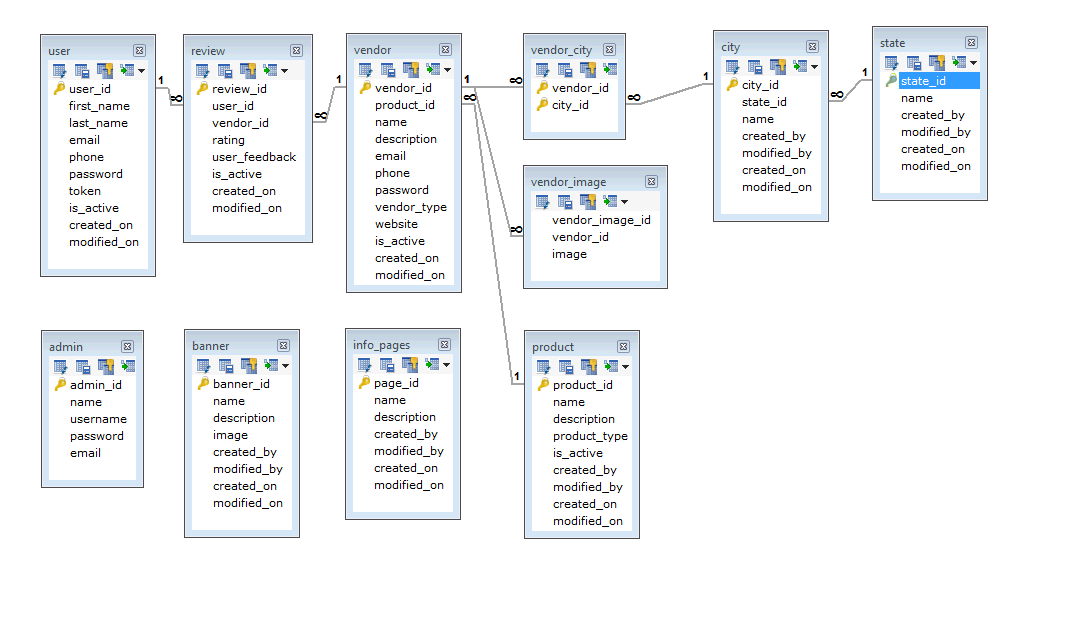 user
user_id
first_name
last_name
email
phone
password
token
is_active
created_on
modified_on
1
∞
review
review_id
user_id
vendor_id
rating
user_feedback
is_active
created_on
modified_on
∞
1
vendor
vendor_id
product_id
name
description
email
phone
password
vendor_type
website
is_active
created_on
modified_on
1
∞
∞
vendor_city
vendor_id
city_id
∞
1
city
city_id
state_id
name
created_by
modified_by
created_on
modified_on
∞
1
state
state_id
name
created_by
modified_by
created_on
modified_on
vendor_image
vendor_image_id
vendor_id
image
∞
admin
admin_id
name
username
password
email
banner
banner_id
name
description
image
created_by
modified_by
created_on
modified_on
info_pages
page_id
name
description
created_by
modified_by
created_on
modified_on
1
product
product_id
name
description
product_type
is_active
created_by
modified_by
created_on
modified_on